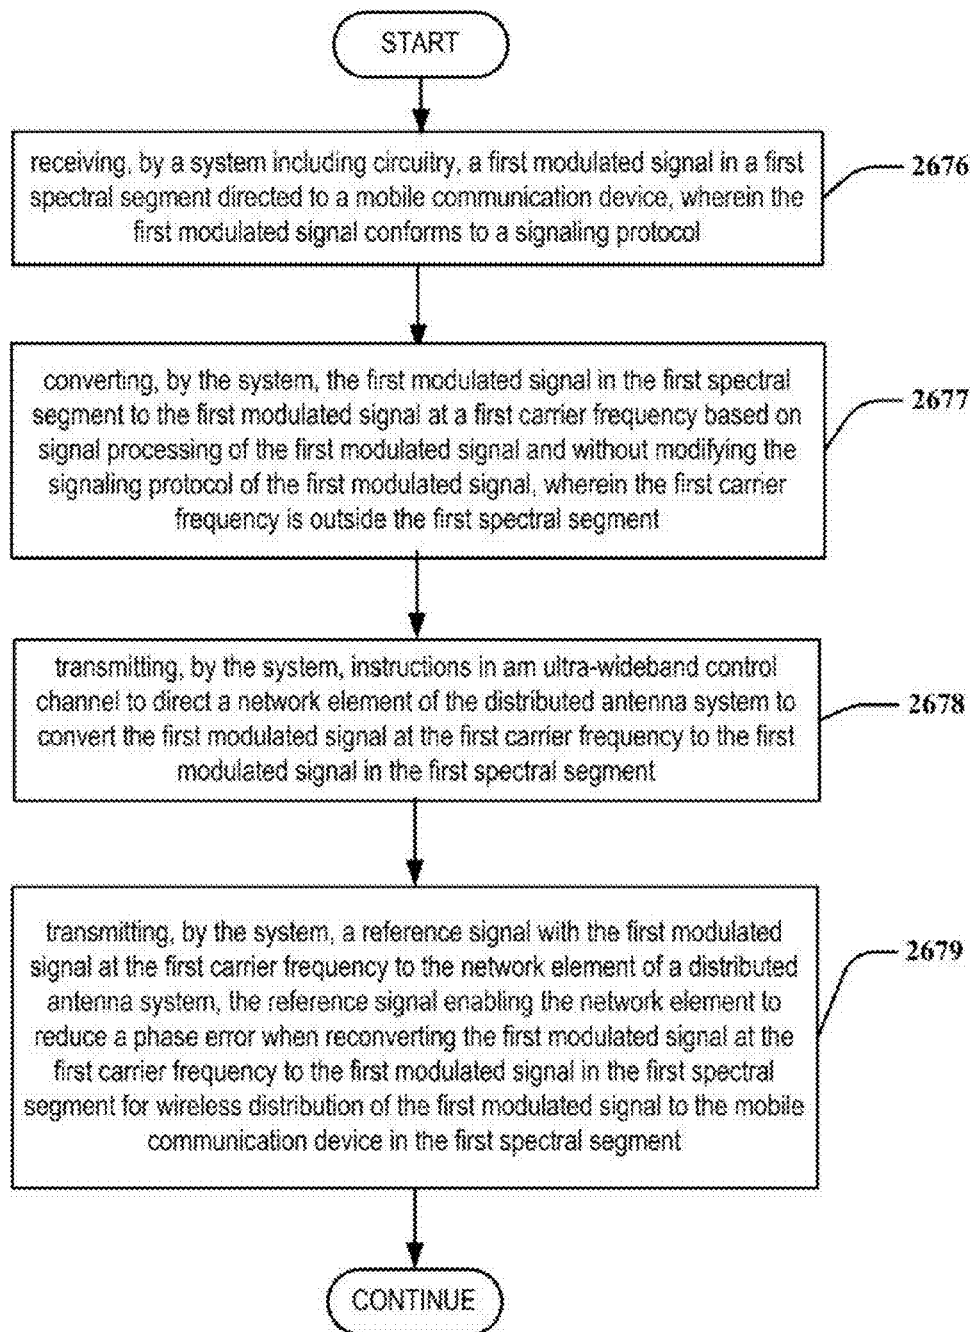 START
receiving, by a system including circuitry, a first modulated signal in a first
spectral segment directed to a mobile communication device, wherein the
first modulated signal conforms to a signaling protocol
2676
converting, by the system, the first modulated signal in the first spectral
segment to the first modulated signal at a first carrier frequency based on
signal processing of the first modulated signal and without modifying the
signaling protocol of the first modulated signal, wherein the first carrier
frequency is outside the first spectral segment
2677
transmitting, by the system, instructions in am ultra-wideband control
channel to direct a network element of the distributed antenna system to
convert the first modulated signal at the first carrier frequency to the first
modulated signal in the first spectral segment
2678
transmitting, by the system, a reference signal with the first modulated
signal at the first carrier frequency to the network element of a distributed
antenna system, the reference signal enabling the network element to
reduce a phase error when reconverting the first modulated signal at the
first carrier frequency to the first modulated signal in the first spectral
segment for wireless distribution of the first modulated signal to the mobile
communication device in the first spectral segment
2679
CONTINUE